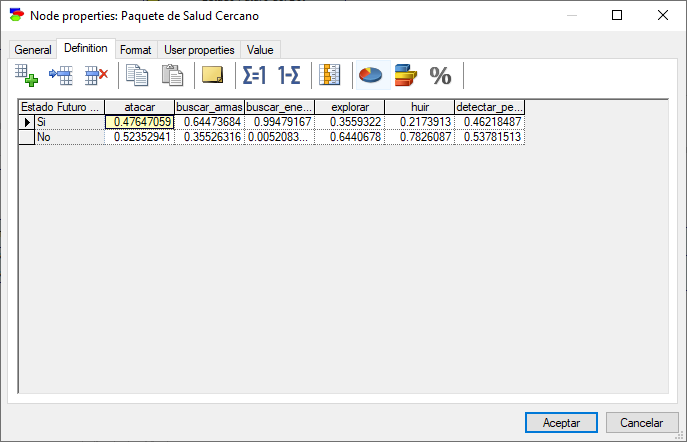 Node properties: Paquete de Salud Cercano
General Definition Format User properties Value
Σ=1 1-Σ %
Estado Futuro ... atacar buscar_armas buscar_ene... explorar huir detectar_pe...
Si 0.47647059 0.64473684 0.99479167 0.3559322 0.2173913 0.46218487
No 0.52352941 0.35526316 0.0052083... 0.6440678 0.7826087 0.53781513
Aceptar Cancelar